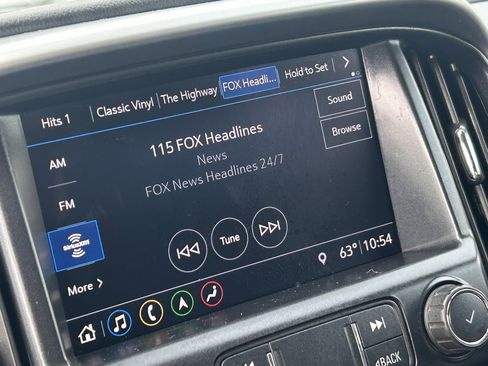 Hits 1 Classic Vinyl The Highway FOX Headli... Hold to Set
AM
FM
SiriusXM
More
115 FOX Headlines
News
FOX News Headlines 24/7
Sound
Browse
Tune
63° 10:54
BACK